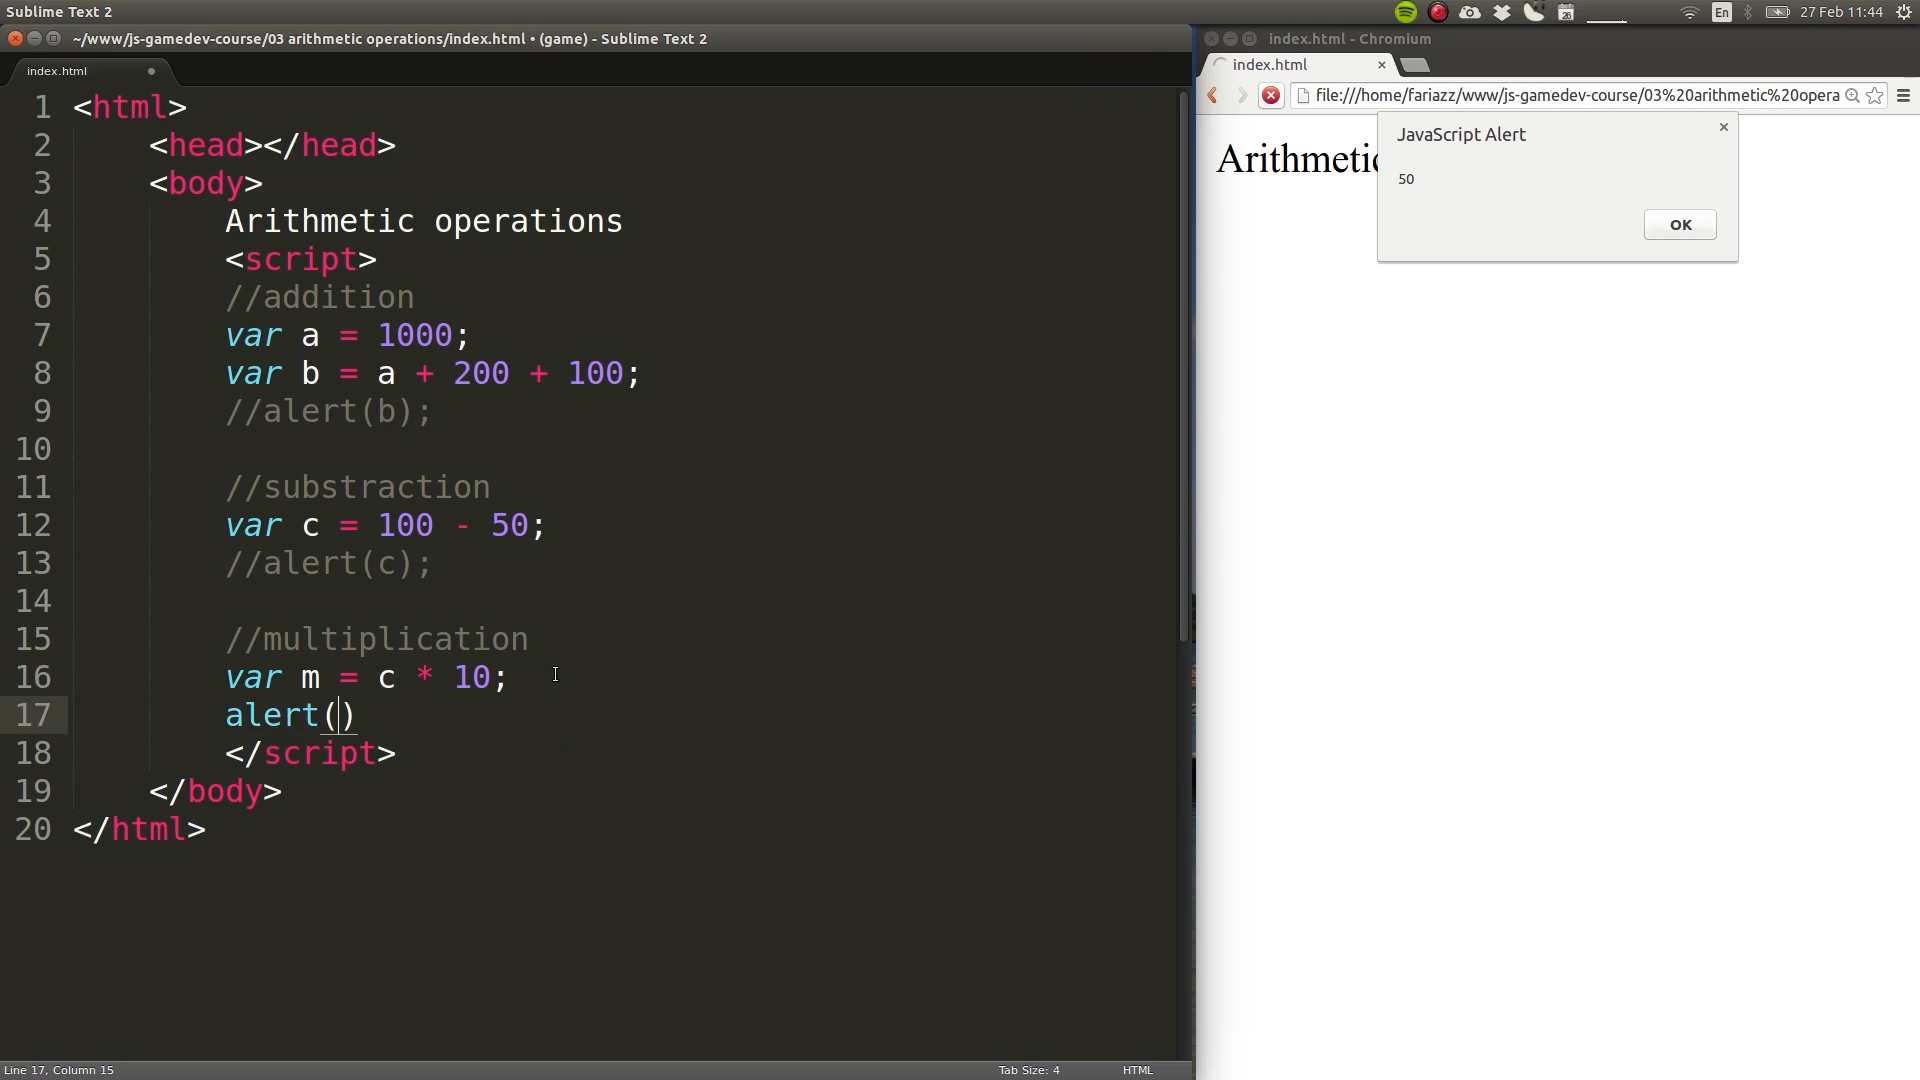 Sublime Text 2
En
27 Feb 11:44
~/www/js-gamedev-course/03 arithmetic operations/index.html • (game) - Sublime Text 2
index.html
1 <html>
2 <head></head>
3 <body>
4 Arithmetic operations
5 <script>
6 //addition
7 var a = 1000;
8 var b = a + 200 + 100;
9 //alert(b);
10
11 //substraction
12 var c = 100 - 50;
13 //alert(c);
14
15 //multiplication
16 var m = c * 10;
17 alert()
18 </script>
19 </body>
20 </html>
Line 17, Column 15
Tab Size: 4
HTML
index.html - Chromium
index.html
file:///home/fariazz/www/js-gamedev-course/03%20arithmetic%20opera
Arithmetic
JavaScript Alert
50
OK